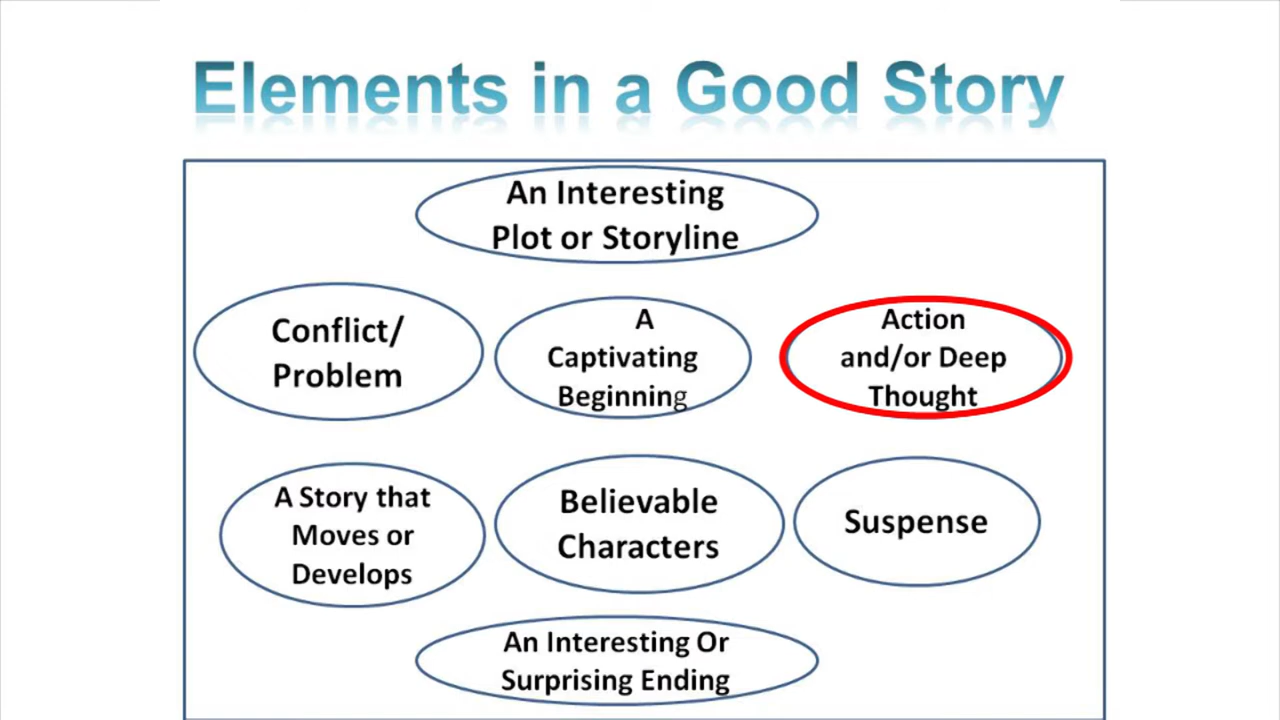 Elements in a Good Story
An Interesting
Plot or Storyline
Conflict/
Problem
A
Captivating
Beginning
Action
and/or Deep
Thought
A Story that
Moves or
Develops
Believable
Characters
Suspense
An Interesting Or
Surprising Ending